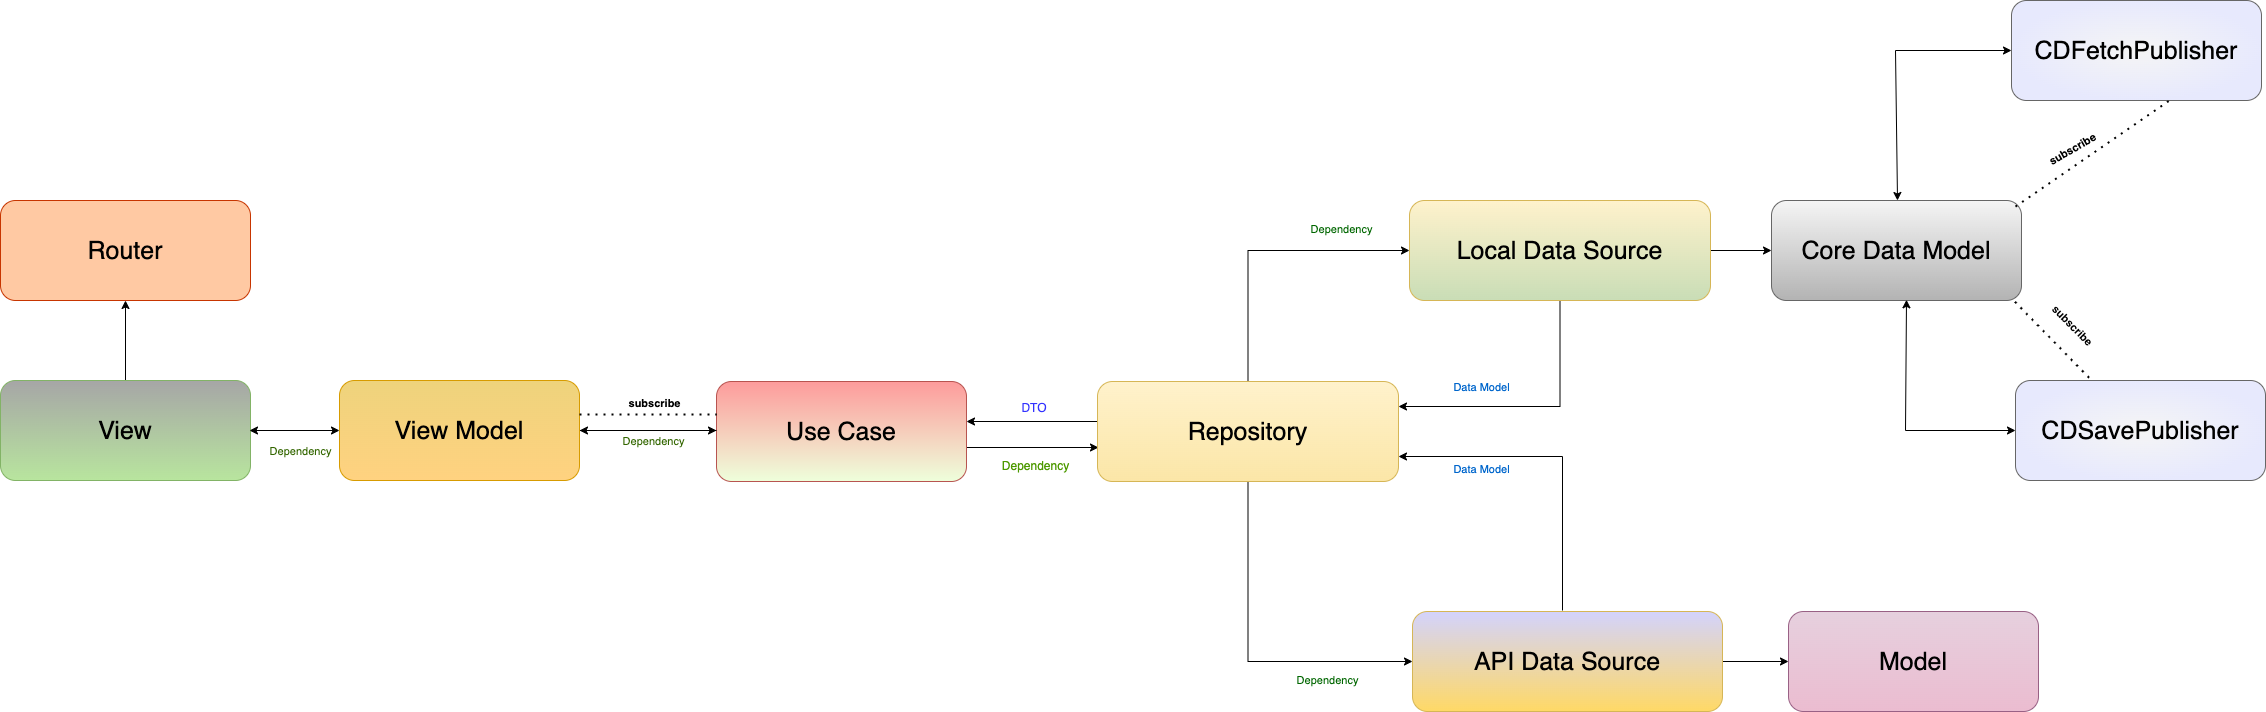 CDFetchPublisher
subscribe
Router
Dependency
Local Data Source
Core Data Model
subscribe
View
Dependency
View Model
subscribe
Dependency
Use Case
DTO
Dependency
Repository
Data Model
Data Model
CDSavePublisher
Dependency
API Data Source
Model